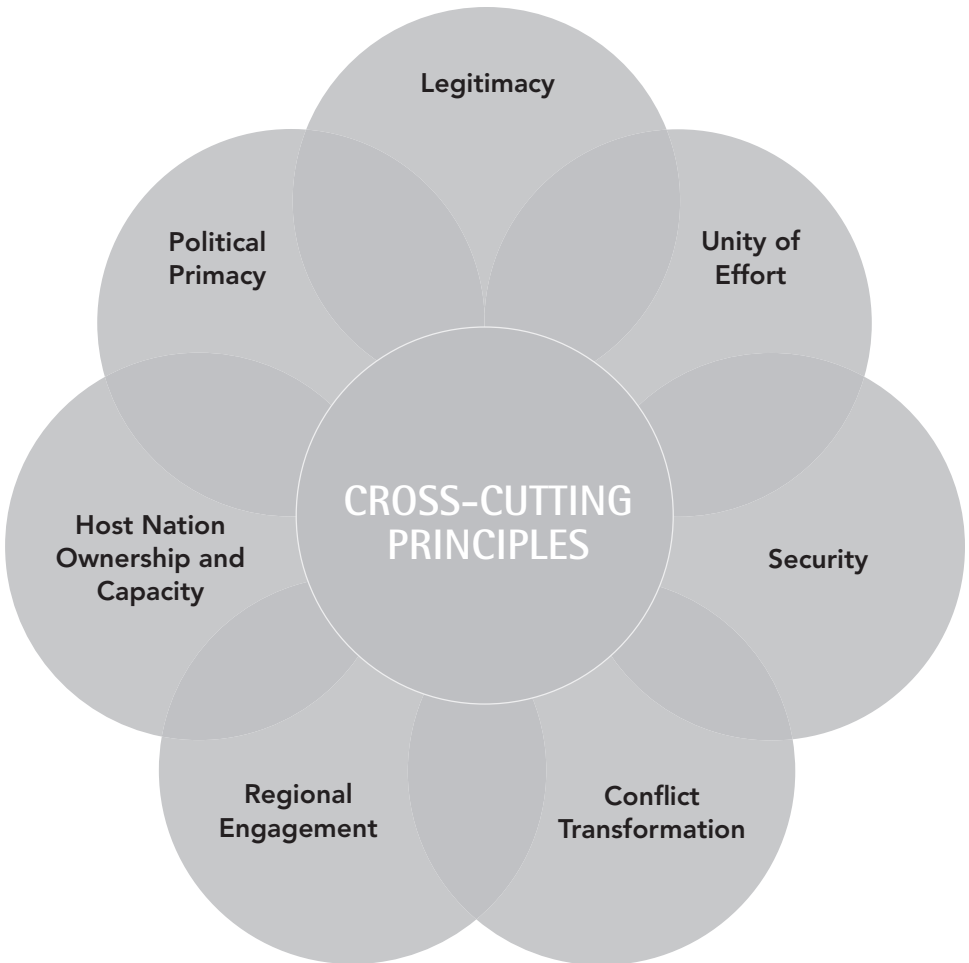 Legitimacy
Unity of
Effort
Security
Conflict
Transformation
Regional
Engagement
Host Nation
Ownership and
Capacity
Political
Primacy
CROSS-CUTTING
PRINCIPLES